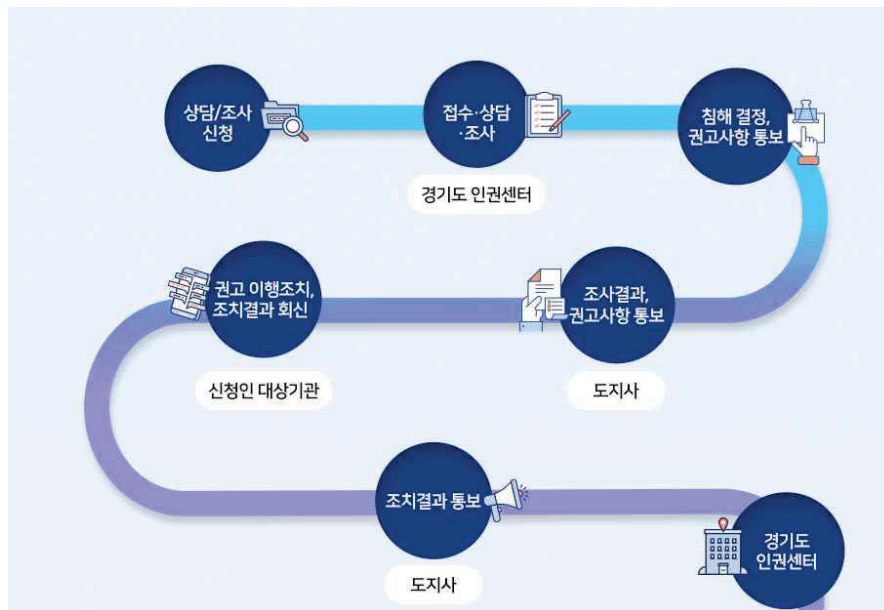 상담/조사
신청
접수·상담
·조사
경기도 인권센터
침해 결정,
권고사항 통보
권고 이행조치,
조치결과 회신
신청인 대상기관
조사결과,
권고사항 통보
도지사
조치결과 통보
도지사
경기도
인권센터